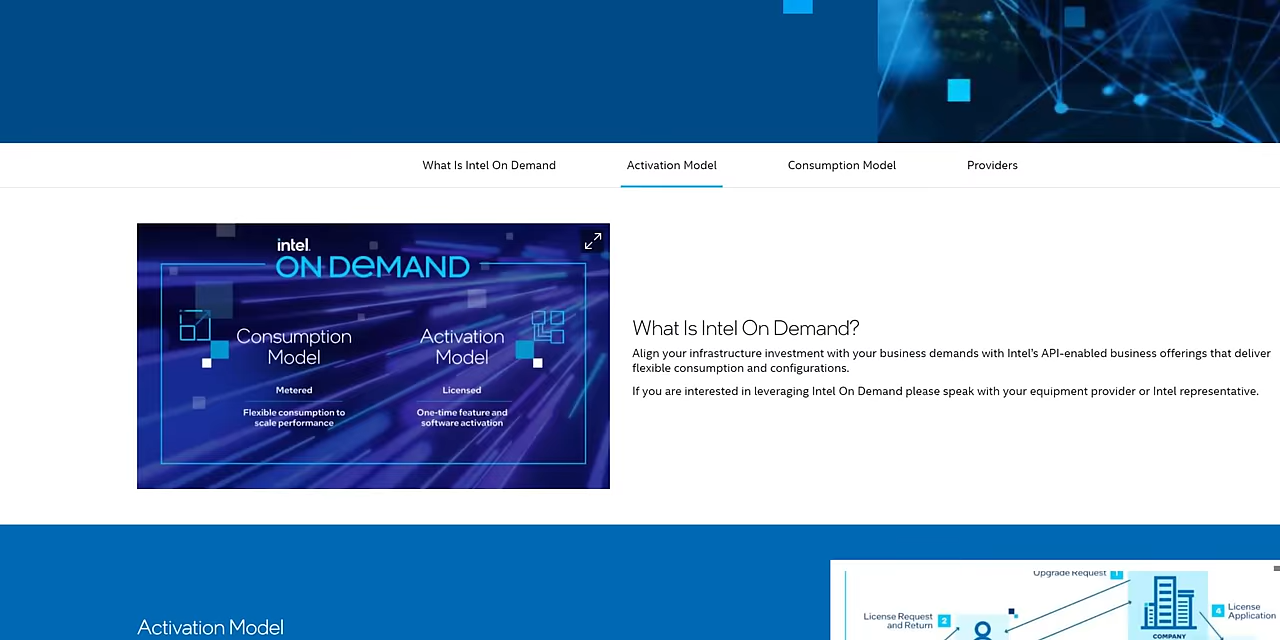 What Is Intel On Demand
Activation Model
Consumption Model
Providers
intel.
ON DEMAND
Consumption
Model
Metered
Flexible consumption to
scale performance
Activation
Model
Licensed
One-time feature and
software activation
What Is Intel On Demand?
Align your infrastructure investment with your business demands with Intel's API-enabled business offerings that deliver
flexible consumption and configurations.
If you are interested in leveraging Intel On Demand please speak with your equipment provider or Intel representative.
Activation Model
Upgrade Request 1
License Request
and Return 2
4 License
Application
COMPANY